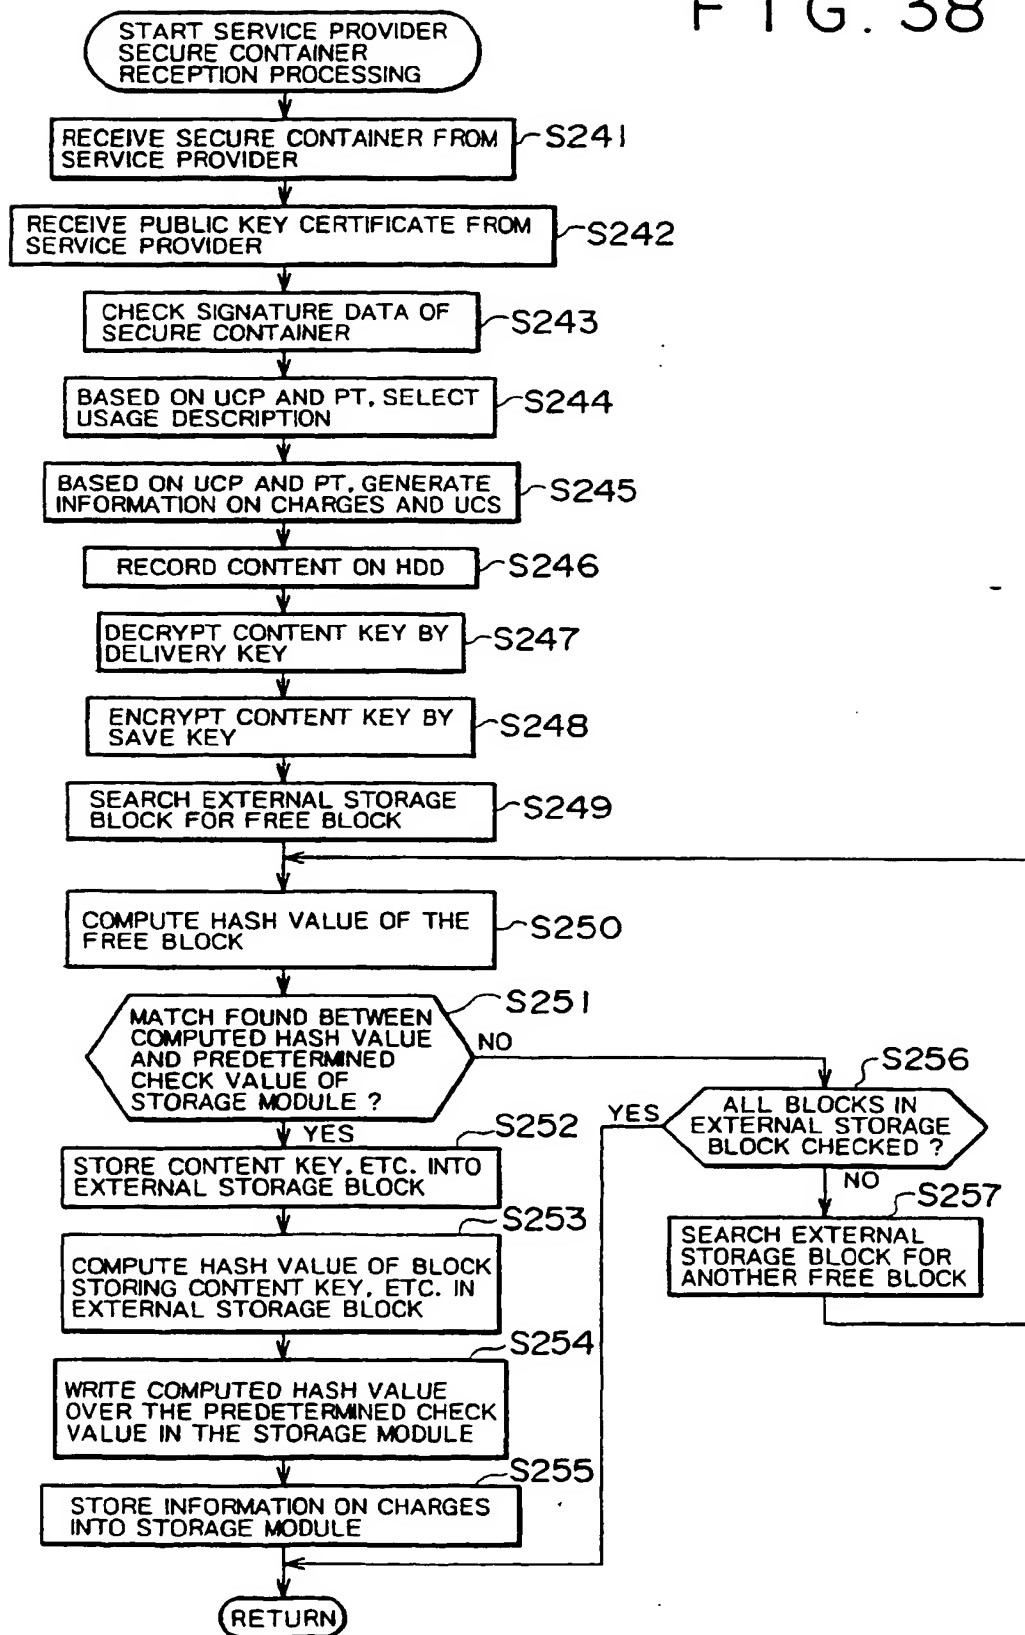 FIG. 38
START SERVICE PROVIDER
SECURE CONTAINER
RECEPTION PROCESSING
RECEIVE SECURE CONTAINER FROM
SERVICE PROVIDER
S241
RECEIVE PUBLIC KEY CERTIFICATE FROM
SERVICE PROVIDER
S242
CHECK SIGNATURE DATA OF
SECURE CONTAINER
S243
BASED ON UCP AND PT, SELECT
USAGE DESCRIPTION
S244
BASED ON UCP AND PT, GENERATE
INFORMATION ON CHARGES AND UCS
S245
RECORD CONTENT ON HDD
S246
DECRYPT CONTENT KEY BY
DELIVERY KEY
S247
ENCRYPT CONTENT KEY BY
SAVE KEY
S248
SEARCH EXTERNAL STORAGE
BLOCK FOR FREE BLOCK
S249
COMPUTE HASH VALUE OF THE
FREE BLOCK
S250
MATCH FOUND BETWEEN
COMPUTED HASH VALUE
AND PREDETERMINED
CHECK VALUE OF
STORAGE MODULE ?
S251
NO
YES
STORE CONTENT KEY, ETC. INTO
EXTERNAL STORAGE BLOCK
S252
COMPUTE HASH VALUE OF BLOCK
STORING CONTENT KEY, ETC. IN
EXTERNAL STORAGE BLOCK
S253
WRITE COMPUTED HASH VALUE
OVER THE PREDETERMINED CHECK
VALUE IN THE STORAGE MODULE
S254
STORE INFORMATION ON CHARGES
INTO STORAGE MODULE
S255
ALL BLOCKS IN
EXTERNAL STORAGE
BLOCK CHECKED ?
S256
YES
NO
SEARCH EXTERNAL
STORAGE BLOCK FOR
ANOTHER FREE BLOCK
S257
RETURN